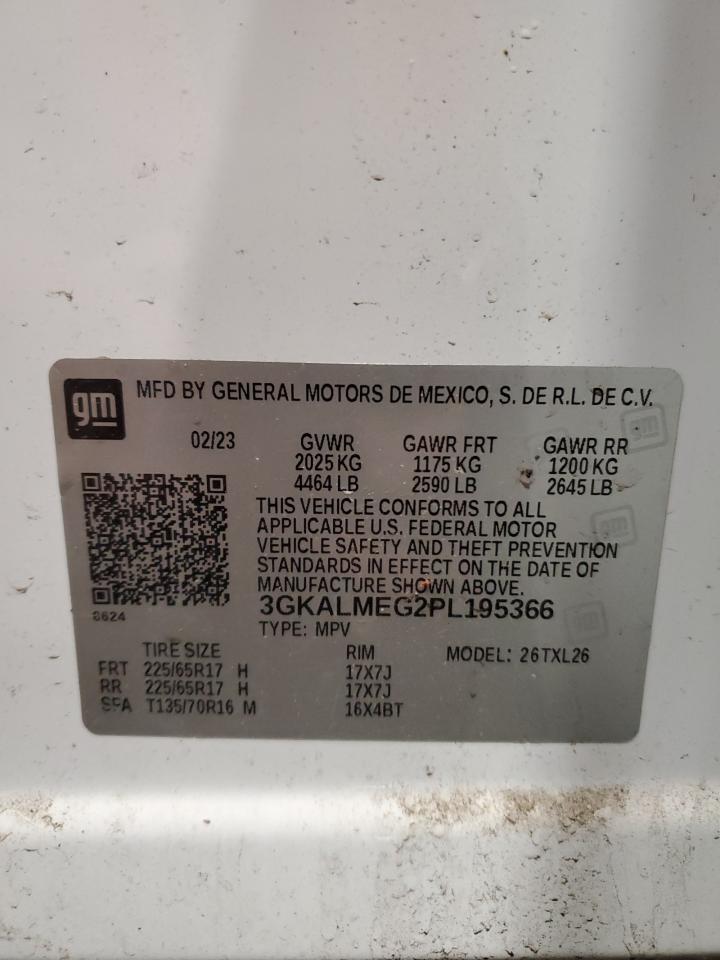 gm
MFD BY GENERAL MOTORS DE MEXICO, S. DE R.L. DE C.V.
02/23 GVWR GAWR FRT GAWR RR
2025 KG 1175 KG 1200 KG
4464 LB 2590 LB 2645 LB
THIS VEHICLE CONFORMS TO ALL
APPLICABLE U.S. FEDERAL MOTOR
VEHICLE SAFETY AND THEFT PREVENTION
STANDARDS IN EFFECT ON THE DATE OF
MANUFACTURE SHOWN ABOVE.
3GKALMEG2PL195366
8624
TYPE: MPV
TIRE SIZE RIM MODEL: 26TXL26
FRT 225/65R17 H 17X7J
RR 225/65R17 H 17X7J
SPA T135/70R16 M 16X4BT